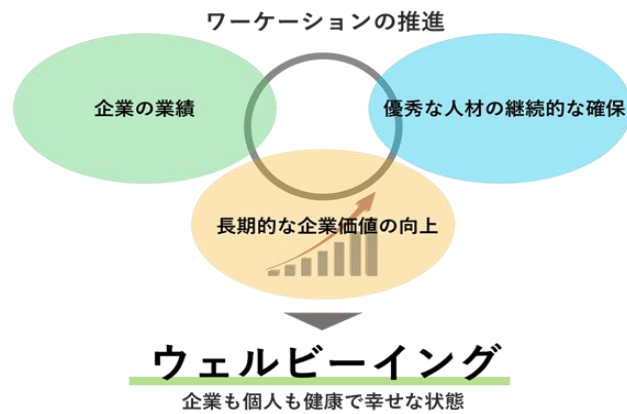 ワーケーションの推進
企業の業績
優秀な人材の継続的な確保
長期的な企業価値の向上
ウェルビーイング
企業も個人も健康で幸せな状態